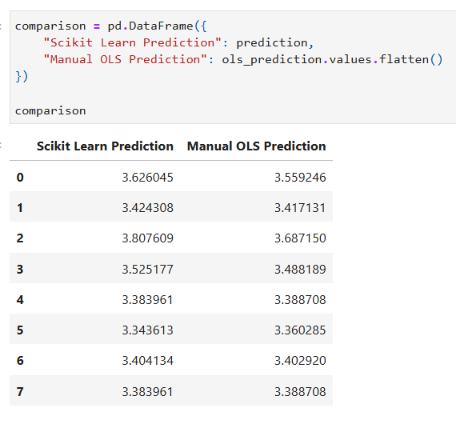 comparison = pd.DataFrame({
    "Scikit Learn Prediction": prediction,
    "Manual OLS Prediction": ols_prediction.values.flatten()
})

comparison
Scikit Learn Prediction Manual OLS Prediction
0 3.626045 3.559246
1 3.424308 3.417131
2 3.807609 3.687150
3 3.525177 3.488189
4 3.383961 3.388708
5 3.343613 3.360285
6 3.404134 3.402920
7 3.383961 3.388708